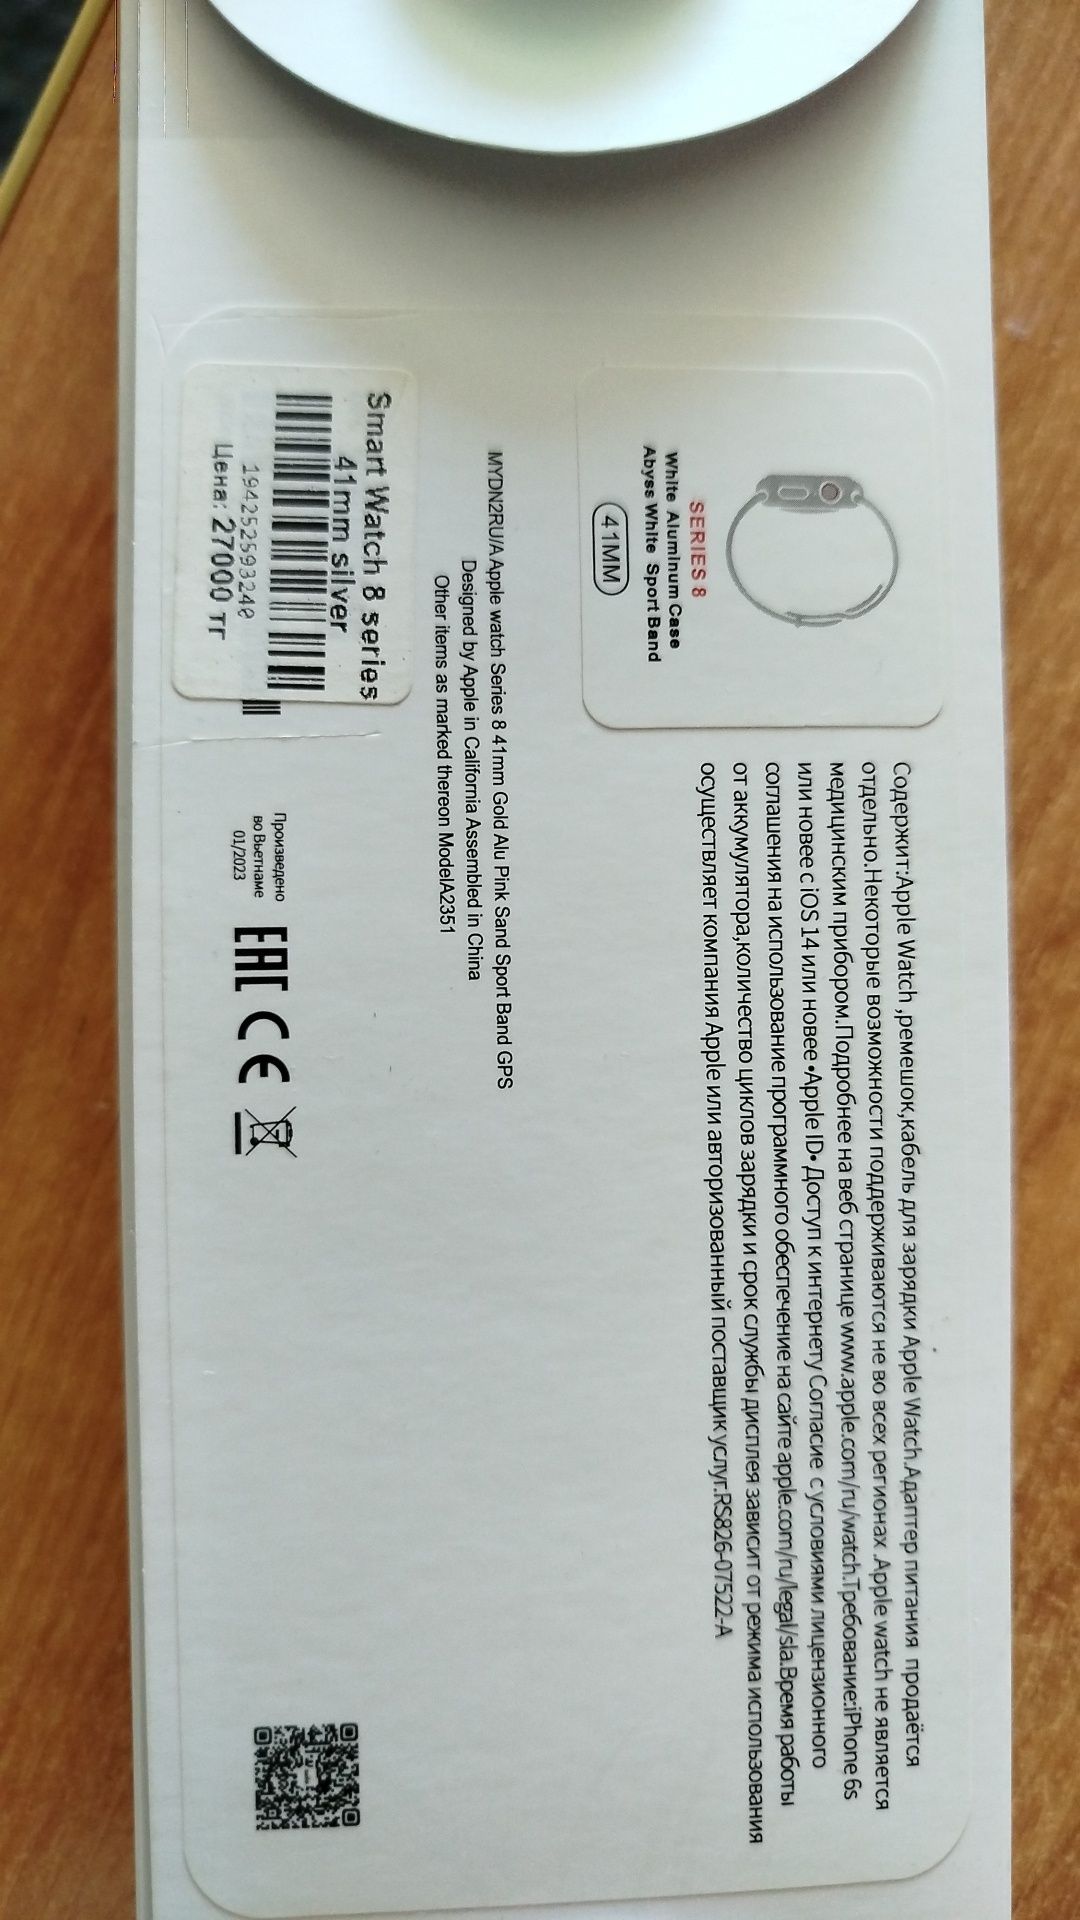 SERIES 8
White Aluminum Case
Abyss White Sport Band
41MM
Содержит:Apple Watch ,ремешок,кабель для зарядки Apple Watch.Адаптер питания продаётся
отдельно.Некоторые возможности поддерживаются не во всех регионах .Apple watch не является
медицинским прибором.Подробнее на веб странице www.apple.com/ru/watch.Требование:iPhone 6s
или новее с iOS 14 или новее •Apple ID• Доступ к интернету Согласие с условиями лицензионного
соглашения на использование программного обеспечение на сайте apple.com/ru/legal/sla.Время работы
от аккумулятора,количество циклов зарядки и срок службы дисплея зависит от режима использования
осуществляет компания Apple или авторизованный поставщик услуг.RS826-07522-A
MYDN2RU/A Apple watch Series 8 41mm Gold Alu Pink Sand Sport Band GPS
Designed by Apple in California Assembled in China
Other items as marked thereon ModelA2351
Smart Watch 8 series
41mm silver
194252593240
Цена: 27000 тг
Произведено
во Вьетнаме
01/2023
EAC CE